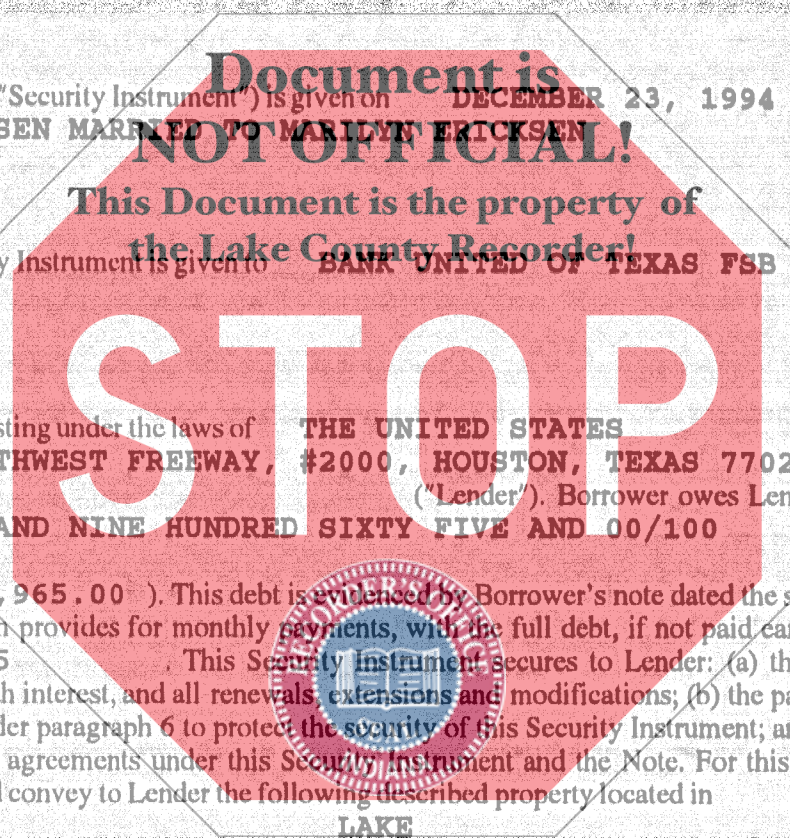 Document is
"Security Instrument") is given on DECEMBER 23, 1994
SEN MARRIED TO MARILYN ERICKSEN
NOT OFFICIAL!
This Document is the property of
the Lake County Recorder!
y Instrument is given to BANK UNITED OF TEXAS FSB
STOP
sting under the laws of THE UNITED STATES
THWEST FREEWAY, #2000, HOUSTON, TEXAS 7702
("Lender"). Borrower owes Len
AND NINE HUNDRED SIXTY FIVE AND 00/100
,965.00 ). This debt is evidenced by Borrower's note dated the s
h provides for monthly payments, with the full debt, if not paid ear
5 . This Security Instrument secures to Lender: (a) th
h interest, and all renewals, extensions and modifications; (b) the pa
der paragraph 6 to protect the security of this Security Instrument; an
agreements under this Security Instrument and the Note. For this
convey to Lender the following described property located in
LAKE
RECORDER'S OFFICE
INDIANA